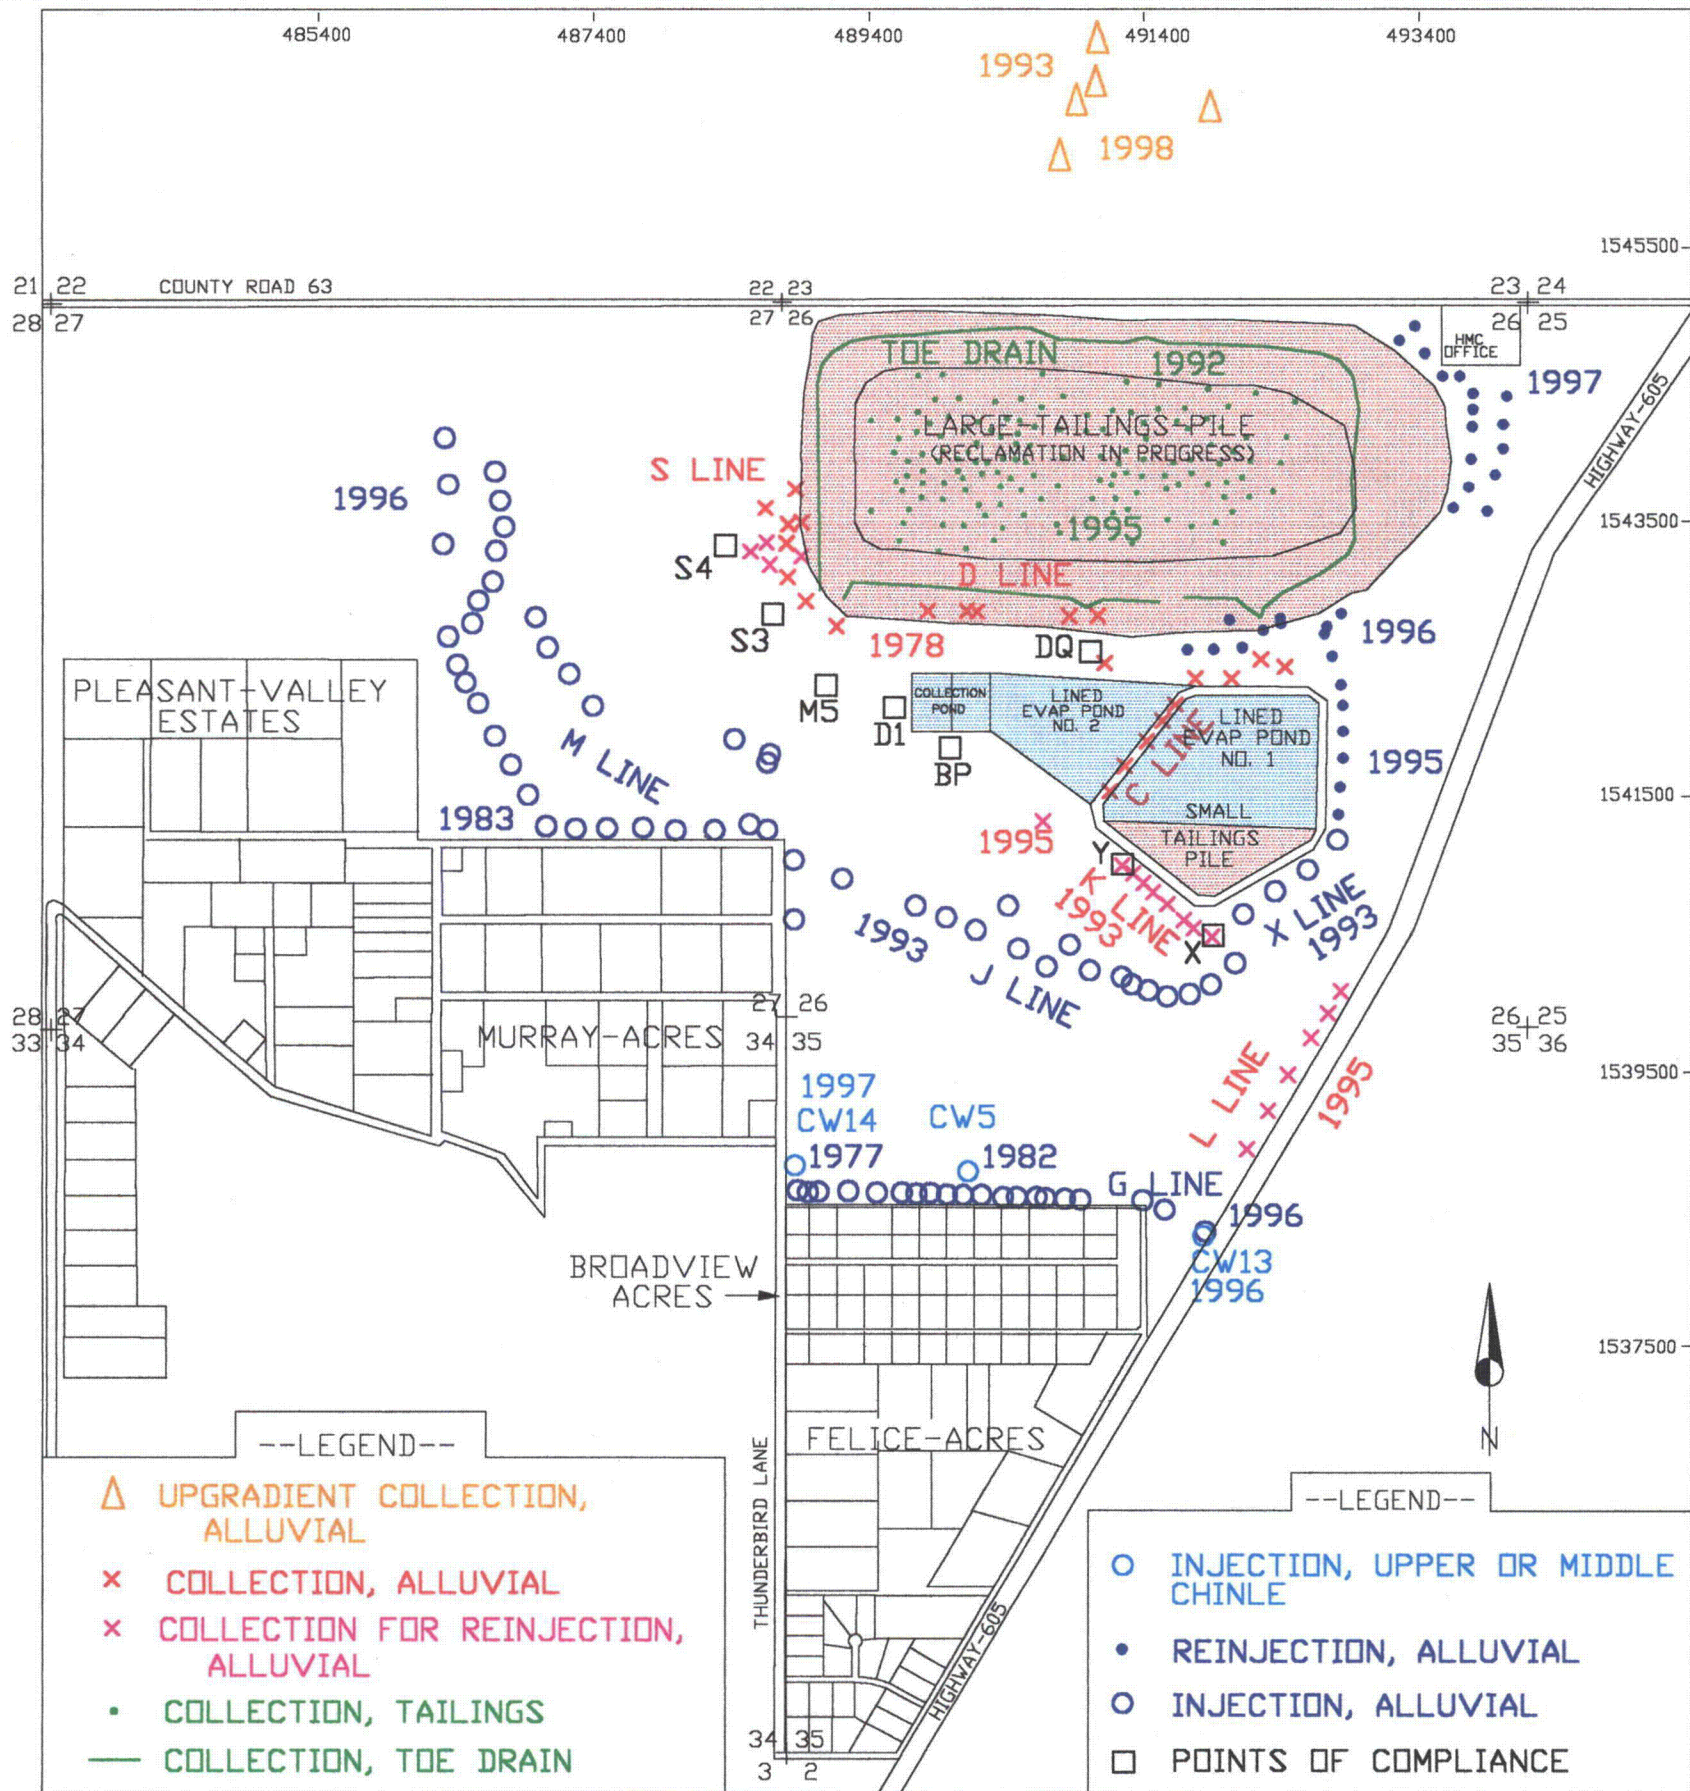 485400
487400
489400
491400
493400
1993
1998
1545500
21 22
COUNTY ROAD 63
22 23
23 24
28 27
27 26
26 25
HMC
OFFICE
TOE DRAIN
1992
1997
LARGE-TAILINGS-PILE
(RECLAMATION IN PROGRESS)
HIGHWAY-605
S LINE
1996
1995
1543500
S4
D LINE
S3
1978
DQ
1996
PLEASANT-VALLEY
ESTATES
M5
D1
COLLECTION
POND
LINED
EVAP POND
NO. 2
LINED
EVAP POND
NO. 1
C LINE
M LINE
BP
1995
1541500
1983
SMALL
TAILINGS
PILE
1995
Y
K LINE
1993
X
X LINE
1993
1993
J LINE
28 27
33 34
27 26
34 35
26 25
35 36
MURRAY-ACRES
1539500
L LINE
1995
1997
CW14
CW5
1977
1982
G LINE
1996
CW13
1996
BROADVIEW
ACRES
1537500
N
FELICE-ACRES
THUNDERBIRD LANE
HIGHWAY-605
34 35
3 2
--LEGEND--
UPGRADIENT COLLECTION,
ALLUVIAL
COLLECTION, ALLUVIAL
COLLECTION FOR REINJECTION,
ALLUVIAL
COLLECTION, TAILINGS
COLLECTION, TOE DRAIN
--LEGEND--
INJECTION, UPPER OR MIDDLE
CHINLE
REINJECTION, ALLUVIAL
INJECTION, ALLUVIAL
POINTS OF COMPLIANCE